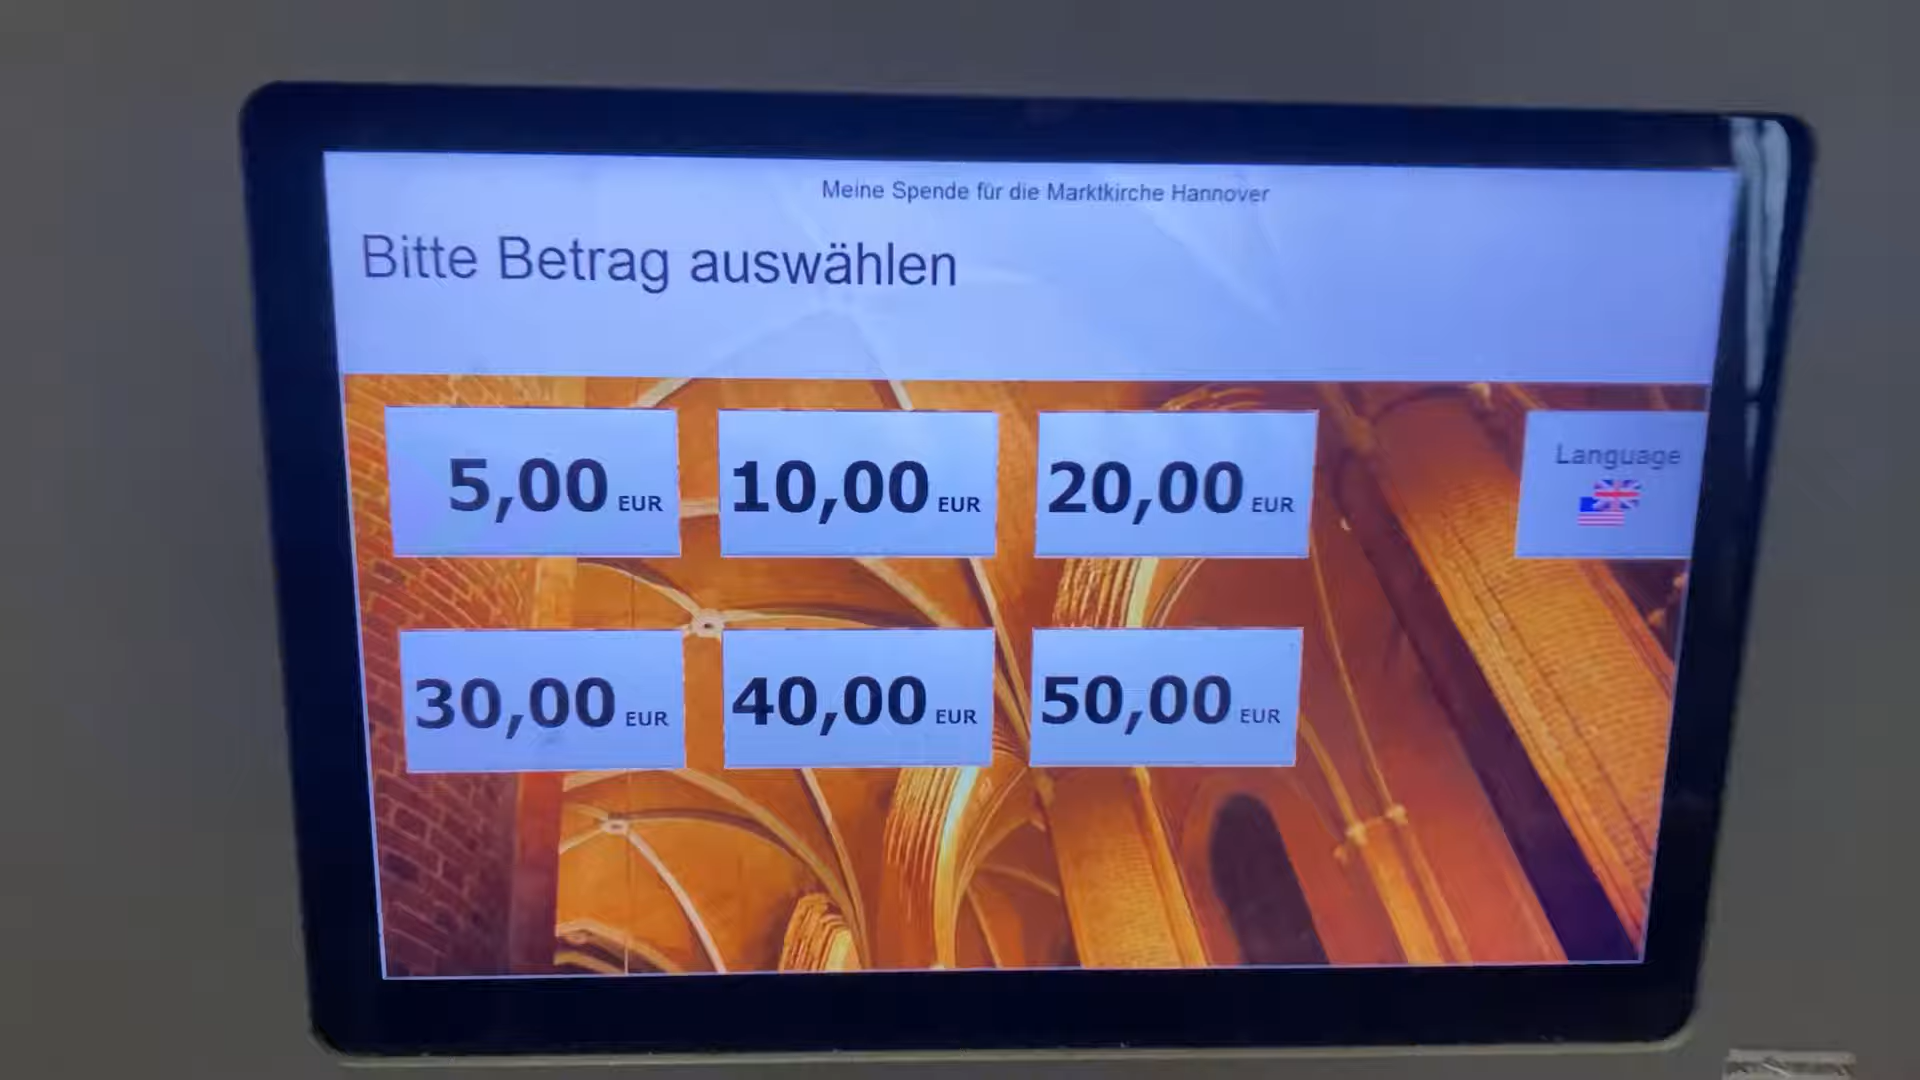 Meine Spende für die Marktkirche Hannover
Bitte Betrag auswählen
5,00 EUR
10,00 EUR
20,00 EUR
Language
30,00 EUR
40,00 EUR
50,00 EUR